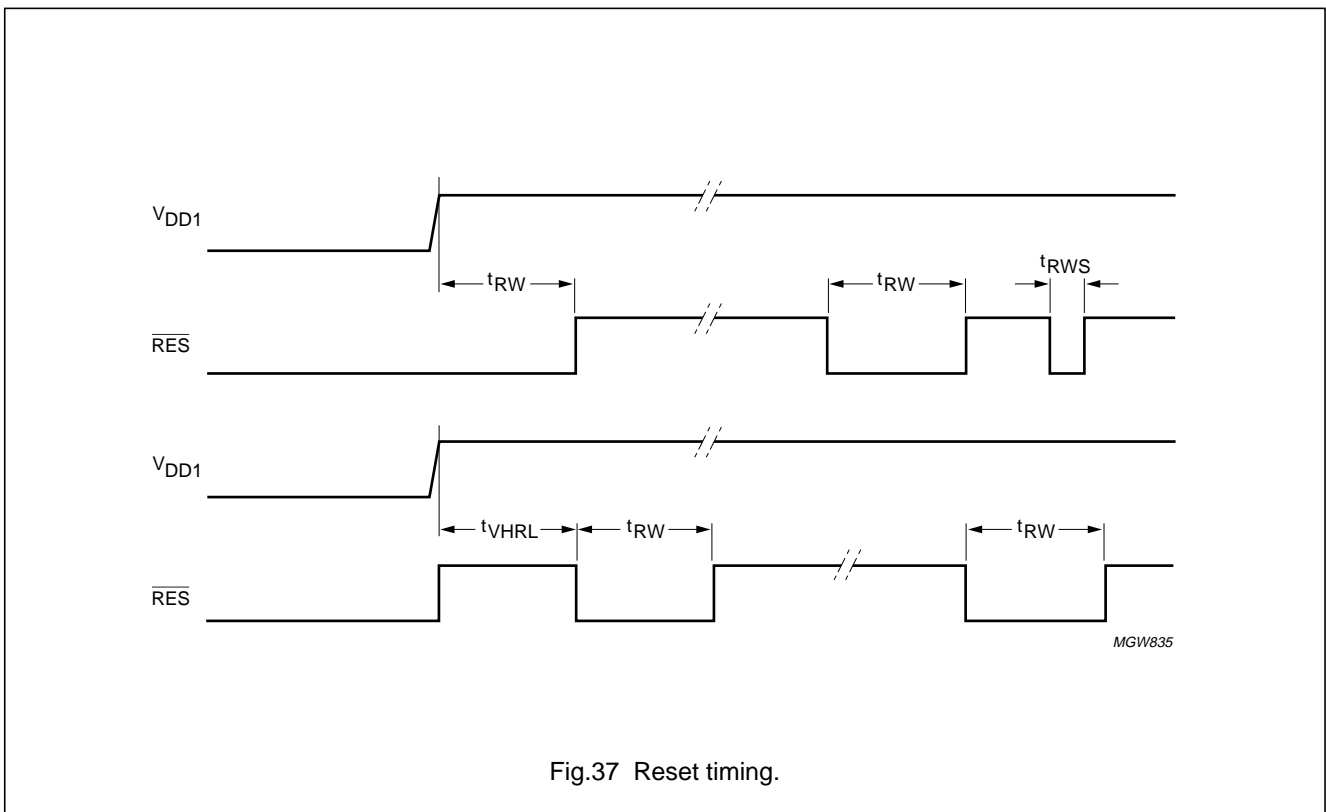 VDD1
tRW
tRW
tRWS
RES
VDD1
tVHRL
tRW
tRW
RES
MGW835
Fig.37 Reset timing.